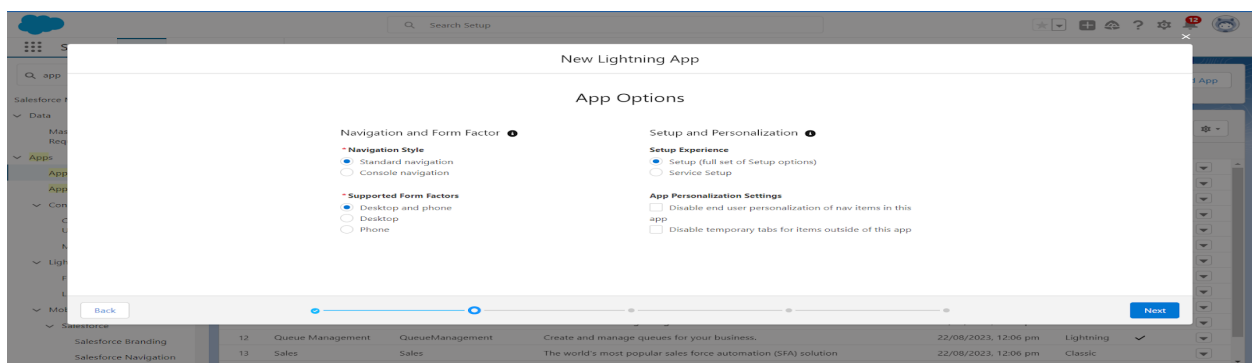 Search Setup
12
New Lightning App
app
App Options
Salesforce
Data
Apps
Navigation and Form Factor
*Navigation Style
Standard navigation
Console navigation
*Supported Form Factors
Desktop and phone
Desktop
Phone
Setup and Personalization
Setup Experience
Setup (full set of Setup options)
Service Setup
App Personalization Settings
Disable end user personalization of nav items in this
app
Disable temporary tabs for items outside of this app
Back
Next
Salesforce
Salesforce Branding
Salesforce Navigation
12 Queue Management QueueManagement Create and manage queues for your business. 22/08/2023, 12:06 pm Lightning
13 Sales Sales The world's most popular sales force automation (SFA) solution 22/08/2023, 12:06 pm Classic